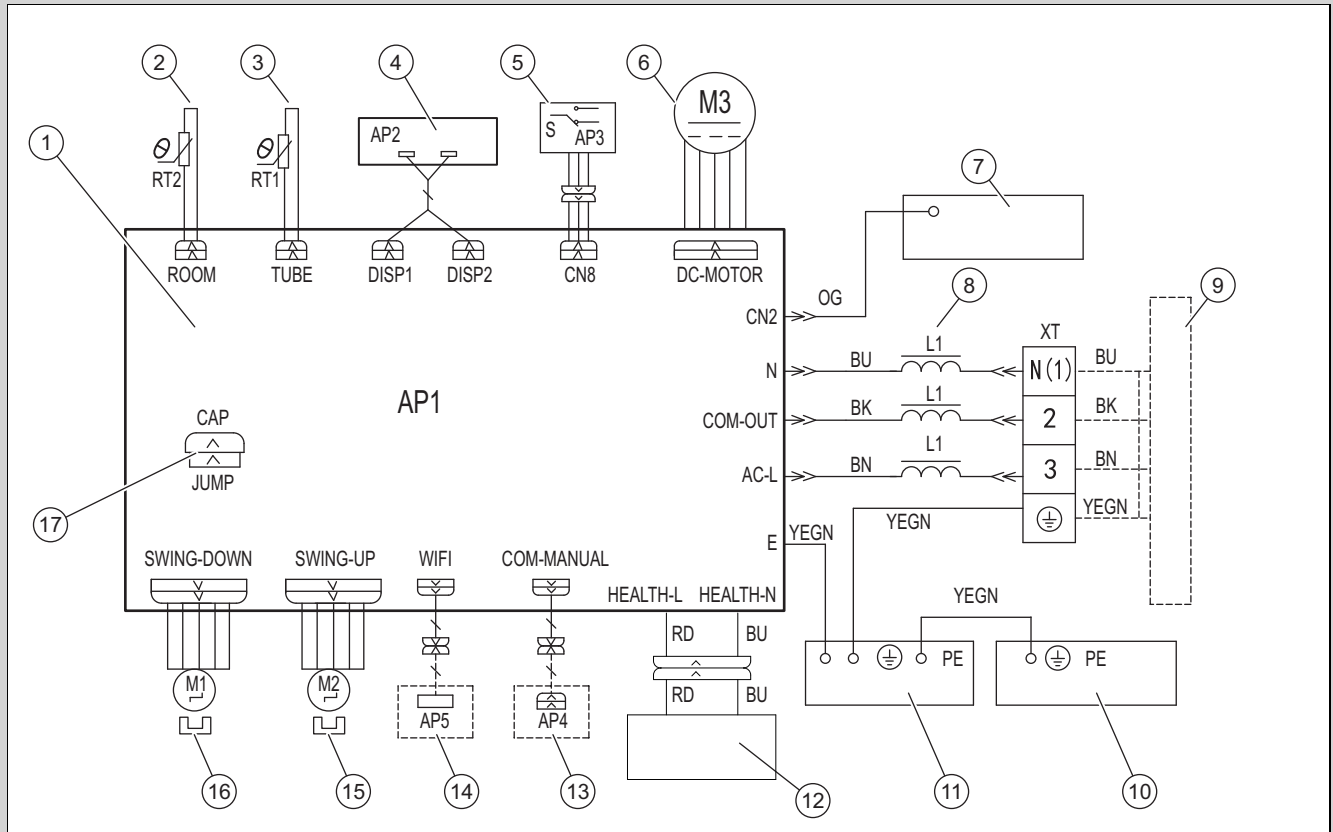 2 3 4 5 6
M3
AP2
S AP3
1
RT2 RT1
7
ROOM TUBE DISP1 DISP2 CN8 DC-MOTOR
OG
8 9
CN2
XT
L1
N BU N(1) BU
L1
COM-OUT BK 2 BK
CAP AP1
L1
AC-L BN 3 BN
JUMP
17
YEGN YEGN
E YEGN
SWING-DOWN SWING-UP WIFI COM-MANUAL
HEALTH-L HEALTH-N YEGN
RD BU
PE PE
M1 M2 RD BU
AP5 AP4
16 15 14 13 12 11 10